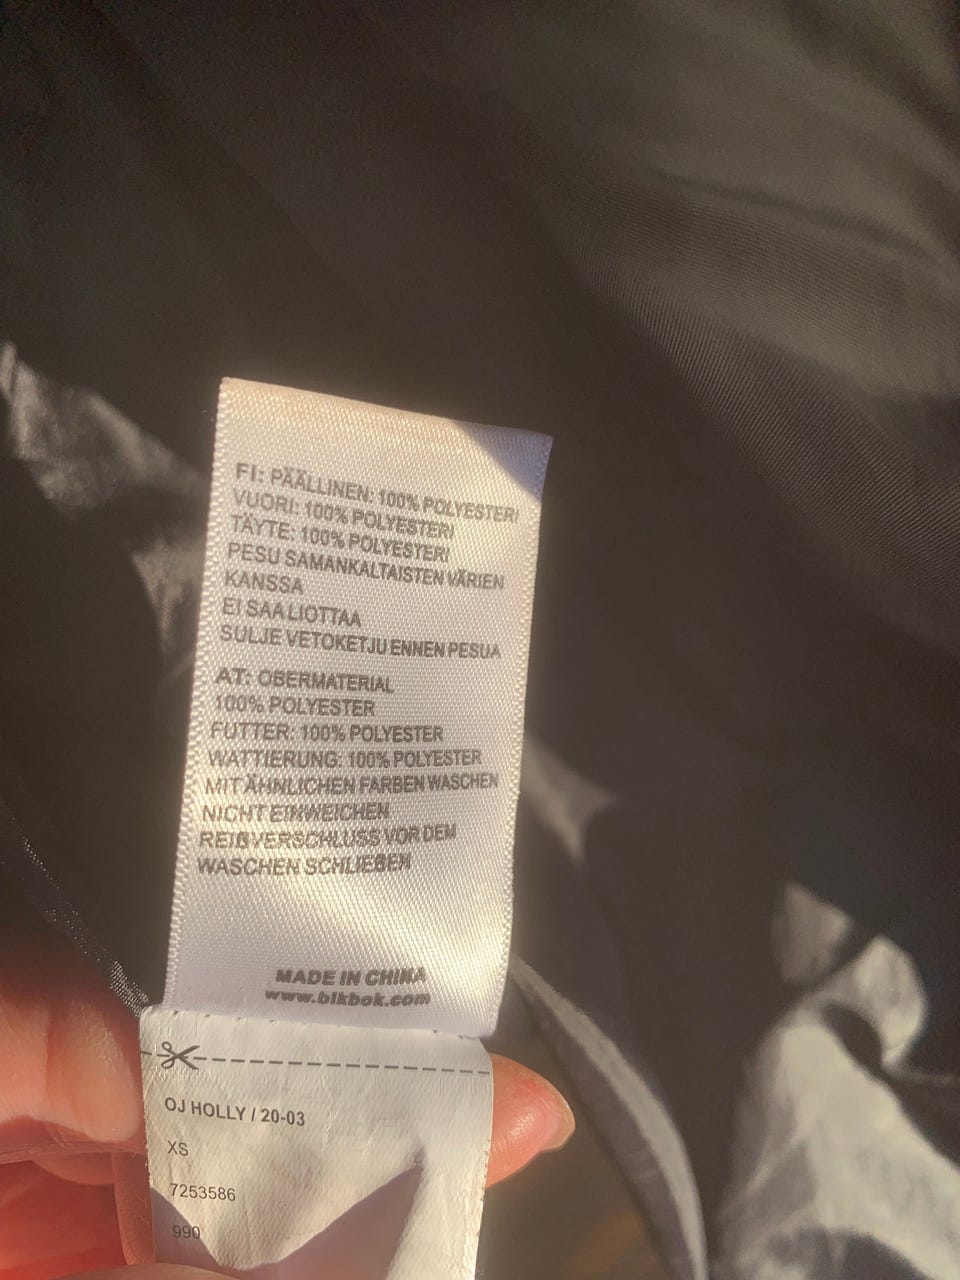 FI: PÄÄLLINEN: 100% POLYESTERI
VUORI: 100% POLYESTERI
TÄYTE: 100% POLYESTERI
PESU SAMANKALTAISTEN VÄRIEN
KANSSA
EI SAA LIOTTAA
SULJE VETOKETJU ENNEN PESUA
AT: OBERMATERIAL
100% POLYESTER
FUTTER: 100% POLYESTER
WATTIERUNG: 100% POLYESTER
MIT ÄHNLICHEN FARBEN WASCHEN
NICHT EINWEICHEN
REIßVERSCHLUSS VOR DEM
WASCHEN SCHLIEßEN
MADE IN CHINA
www.bikbok.com
OJ HOLLY / 20-03
XS
7253586
990